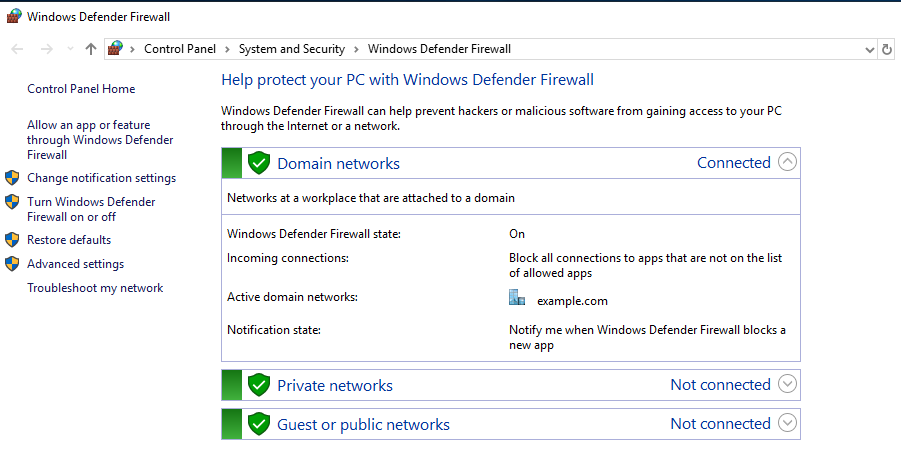 Windows Defender Firewall
Control Panel > System and Security > Windows Defender Firewall
Control Panel Home
Allow an app or feature
through Windows Defender
Firewall
Change notification settings
Turn Windows Defender
Firewall on or off
Restore defaults
Advanced settings
Troubleshoot my network
Help protect your PC with Windows Defender Firewall
Windows Defender Firewall can help prevent hackers or malicious software from gaining access to your PC
through the Internet or a network.
Domain networks Connected
Networks at a workplace that are attached to a domain
Windows Defender Firewall state: On
Incoming connections: Block all connections to apps that are not on the list
of allowed apps
Active domain networks: example.com
Notification state: Notify me when Windows Defender Firewall blocks a
new app
Private networks Not connected
Guest or public networks Not connected